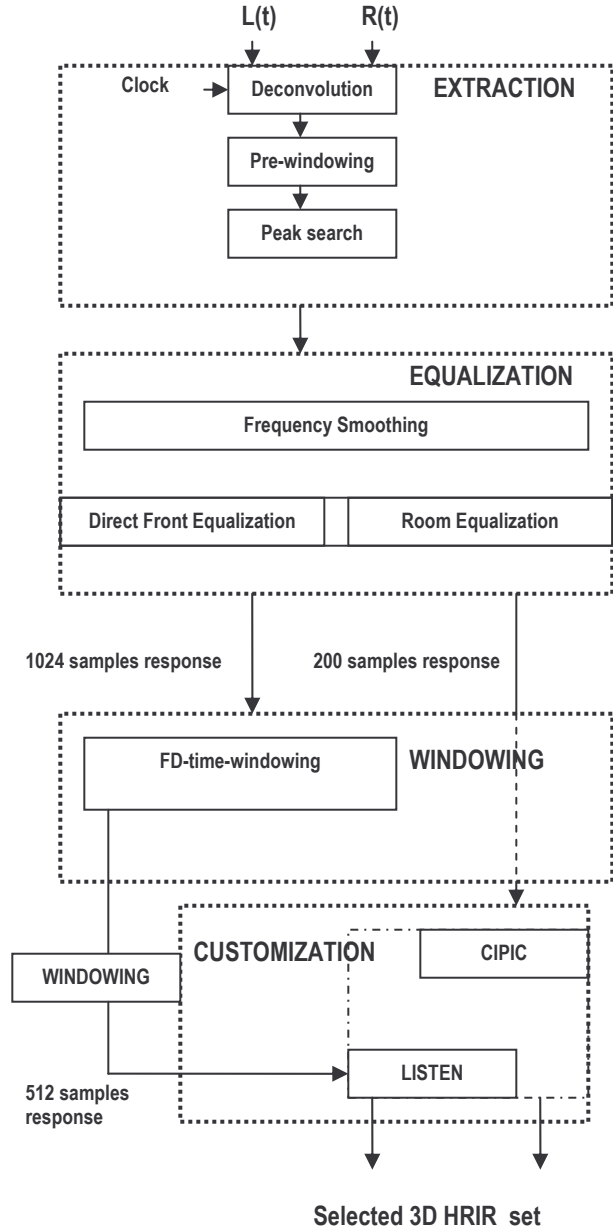 L(t) R(t)
Clock
Deconvolution
EXTRACTION
Pre-windowing
Peak search
EQUALIZATION
Frequency Smoothing
Direct Front Equalization
Room Equalization
1024 samples response
200 samples response
FD-time-windowing
WINDOWING
CUSTOMIZATION
CIPIC
WINDOWING
LISTEN
512 samples
response
Selected 3D HRIR set